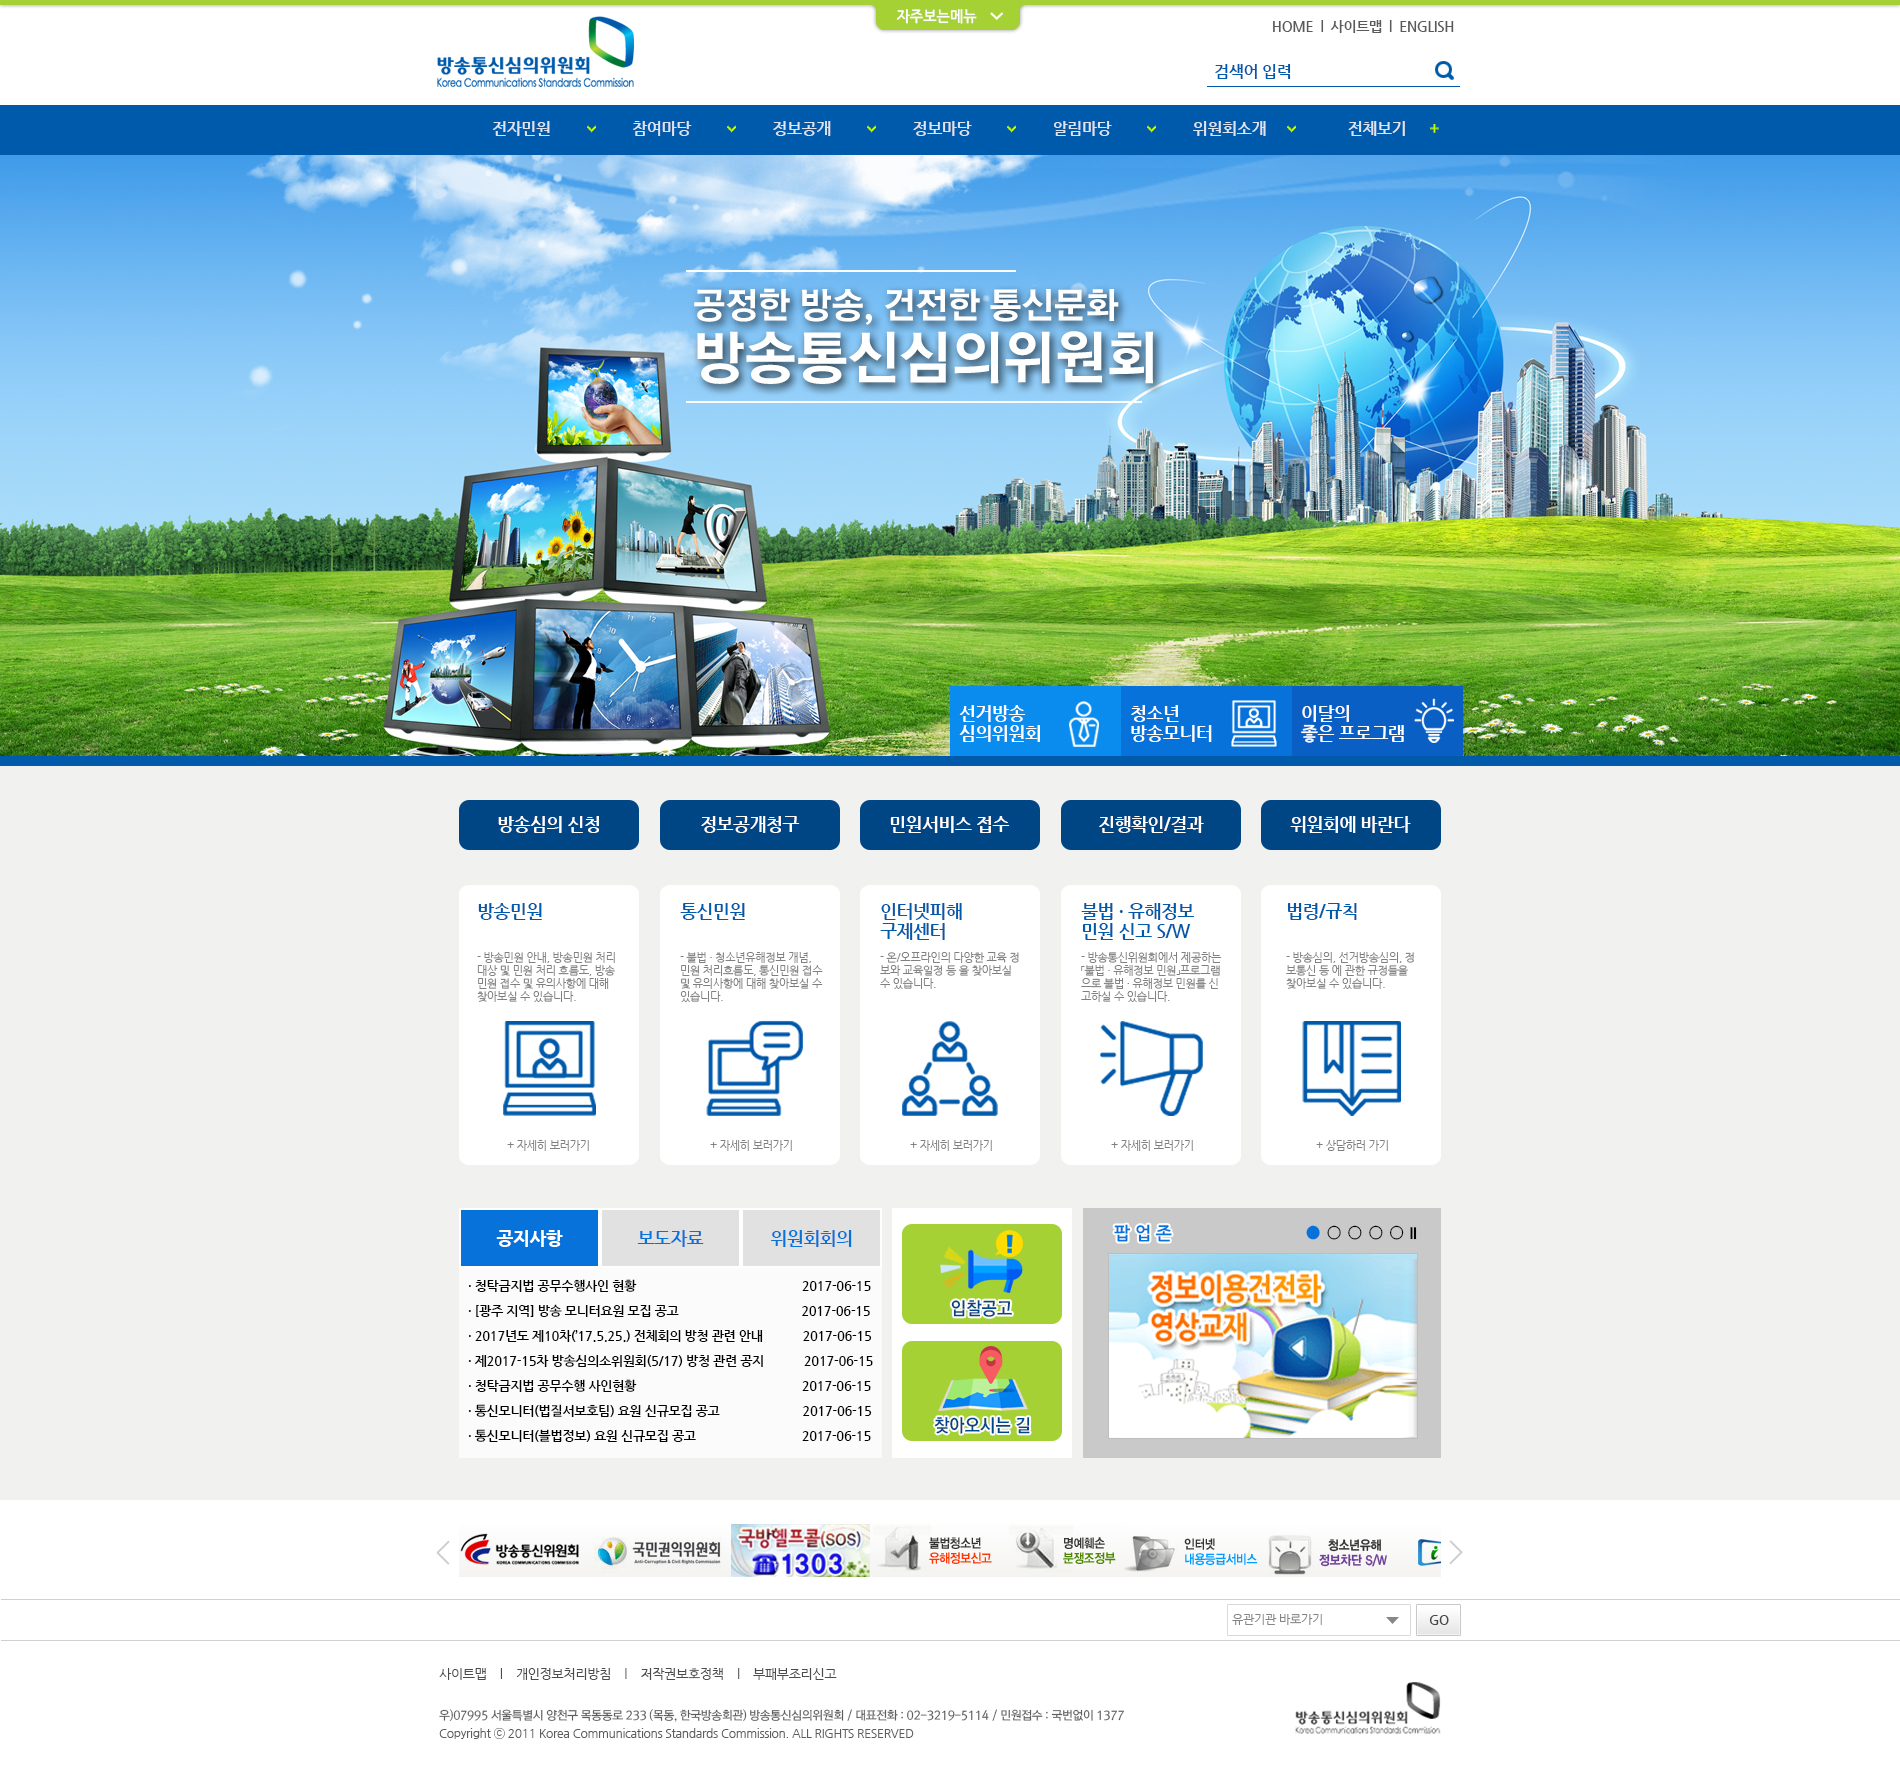 자주보는메뉴
HOME | 사이트맵 | ENGLISH
방송통신심의위원회
Korea Communications Standards Commission
검색어 입력
전자민원 참여마당 정보공개 정보마당 알림마당 위원회소개 전체보기 +
공정한 방송, 건전한 통신문화
방송통신심의위원회
선거방송
심의위원회
청소년
방송모니터
이달의
좋은 프로그램
방송심의 신청
정보공개청구
민원서비스 접수
진행확인/결과
위원회에 바란다
방송민원
- 방송민원 안내, 방송민원 처리
대상 및 민원 처리 흐름도, 방송
민원 접수 및 유의사항에 대해
찾아보실 수 있습니다.
+ 자세히 보러가기
통신민원
- 불법 · 청소년유해정보 개념,
민원 처리흐름도, 통신민원 접수
및 유의사항에 대해 찾아보실 수
있습니다.
+ 자세히 보러가기
인터넷피해
구제센터
- 온/오프라인의 다양한 교육 정
보와 교육일정 등 을 찾아보실
수 있습니다.
+ 자세히 보러가기
불법 · 유해정보
민원 신고 S/W
- 방송통신위원회에서 제공하는
「불법 · 유해정보 민원」프로그램
으로 불법 · 유해정보 민원를 신
고하실 수 있습니다.
+ 자세히 보러가기
법령/규칙
- 방송심의, 선거방송심의, 정
보통신 등 에 관한 규정들을
찾아보실 수 있습니다.
+ 상담하러 가기
공지사항 보도자료 위원회회의
· 청탁금지법 공무수행사인 현황 2017-06-15
· [광주 지역] 방송 모니터요원 모집 공고 2017-06-15
· 2017년도 제10차('17.5.25.) 전체회의 방청 관련 안내 2017-06-15
· 제2017-15차 방송심의소위원회(5/17) 방청 관련 공지 2017-06-15
· 청탁금지법 공무수행 사인현황 2017-06-15
· 통신모니터(법질서보호팀) 요원 신규모집 공고 2017-06-15
· 통신모니터(불법정보) 요원 신규모집 공고 2017-06-15
입찰공고
찾아오시는 길
팝업존
정보이용건전화
영상교재
방송통신위원회
KOREA COMMUNICATIONS COMMISSION
국민권익위원회
Anti-Corruption & Civil Rights Commission
국방헬프콜(SOS)
☎1303
불법청소년
유해정보신고
명예훼손
분쟁조정부
인터넷
내용등급서비스
청소년유해
정보차단 S/W
유관기관 바로가기
GO
사이트맵 | 개인정보처리방침 | 저작권보호정책 | 부패부조리신고
우)07995 서울특별시 양천구 목동동로 233 (목동, 한국방송회관) 방송통신심의위원회 / 대표전화 : 02-3219-5114 / 민원접수 : 국번없이 1377
Copyright ⓒ 2011 Korea Communications Standards Commission. ALL RIGHTS RESERVED
방송통신심의위원회
Korea Communications Standards Commission